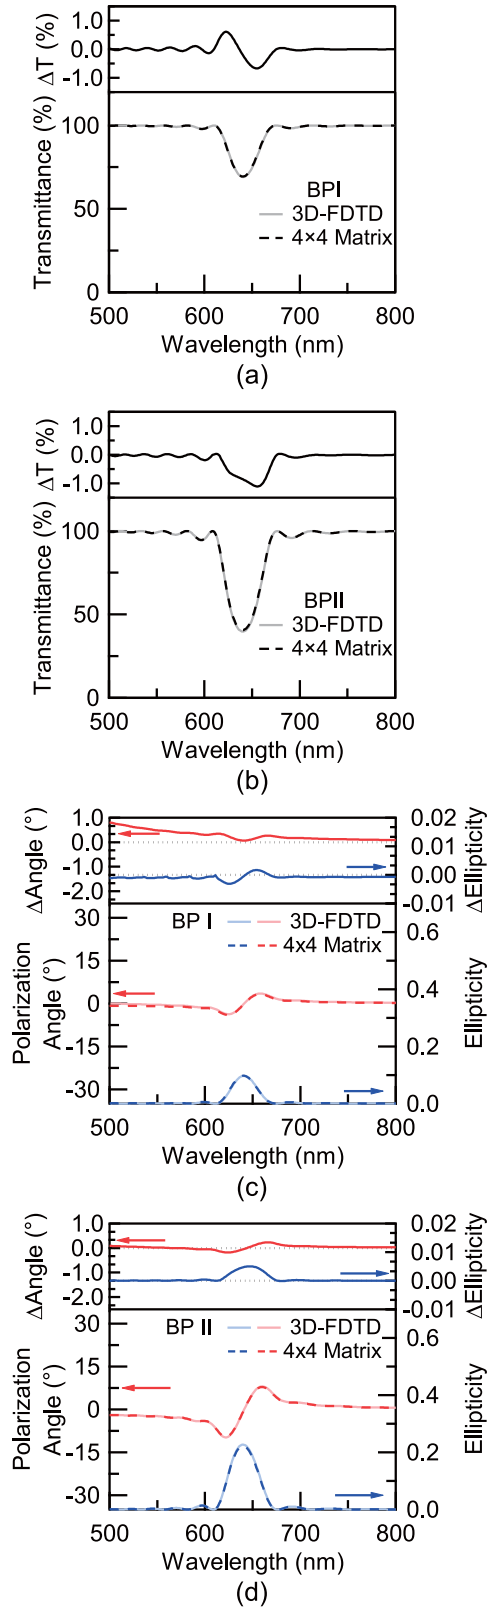 ΔT (%)
1.0
0.0
-1.0
Transmittance (%)
100
50
0
BPI
3D-FDTD
4×4 Matrix
500 600 700 800
Wavelength (nm)
(a)
ΔT (%)
1.0
0.0
-1.0
Transmittance (%)
100
50
0
BPII
3D-FDTD
4×4 Matrix
500 600 700 800
Wavelength (nm)
(b)
ΔAngle (°)
1.0
0.0
-1.0
-2.0
0.02
0.01
0.00
-0.01
ΔEllipticity
Polarization
Angle (°)
30
15
0
-15
-30
BP I
3D-FDTD
4x4 Matrix
0.6
0.4
0.2
0.0
Ellipticity
500 600 700 800
Wavelength (nm)
(c)
ΔAngle (°)
1.0
0.0
-1.0
-2.0
0.02
0.01
0.00
-0.01
ΔEllipticity
Polarization
Angle (°)
30
15
0
-15
-30
BP II
3D-FDTD
4x4 Matrix
0.6
0.4
0.2
0.0
Ellipticity
500 600 700 800
Wavelength (nm)
(d)